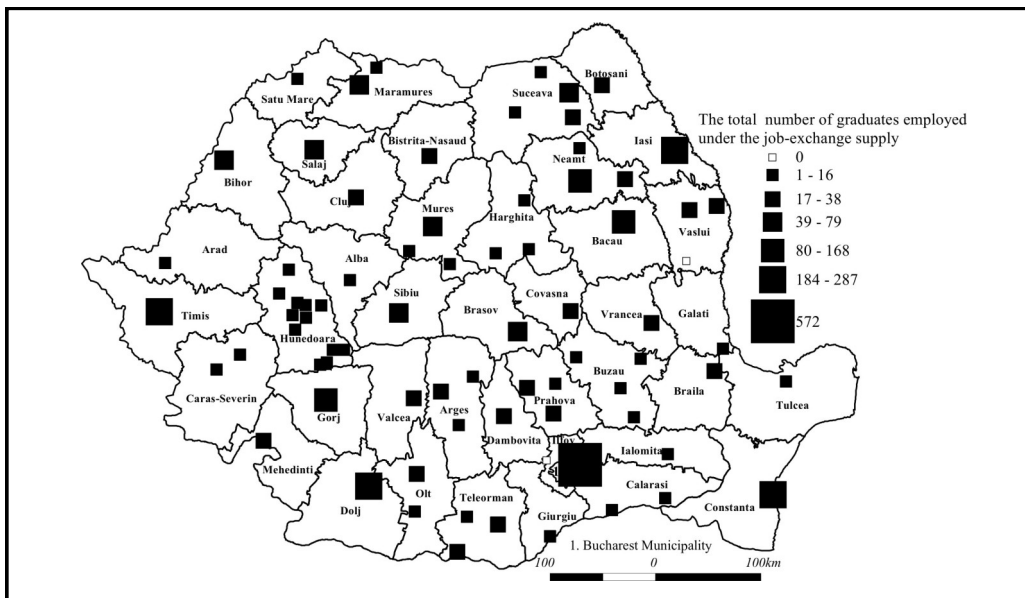 Botosani
Suceava
Maramures
Satu Mare
The total number of graduates employed
under the job-exchange supply
0
1 - 16
17 - 38
39 - 79
80 - 168
184 - 287
572
Iasi
Bistrita-Nasaud
Neamt
Salaj
Bihor
Cluj
Mures
Harghita
Vaslui
Bacau
Arad
Alba
Sibiu
Covasna
Brasov
Timis
Vrancea
Galati
Hunedoara
Buzau
Braila
Caras-Severin
Prahova
Tulcea
Gorj
Valcea
Arges
Dambovita
Ilfov
Ialomita
Mehedinti
Calarasi
Olt
Teleorman
Constanta
Dolj
Giurgiu
1. Bucharest Municipality
100 0 100km